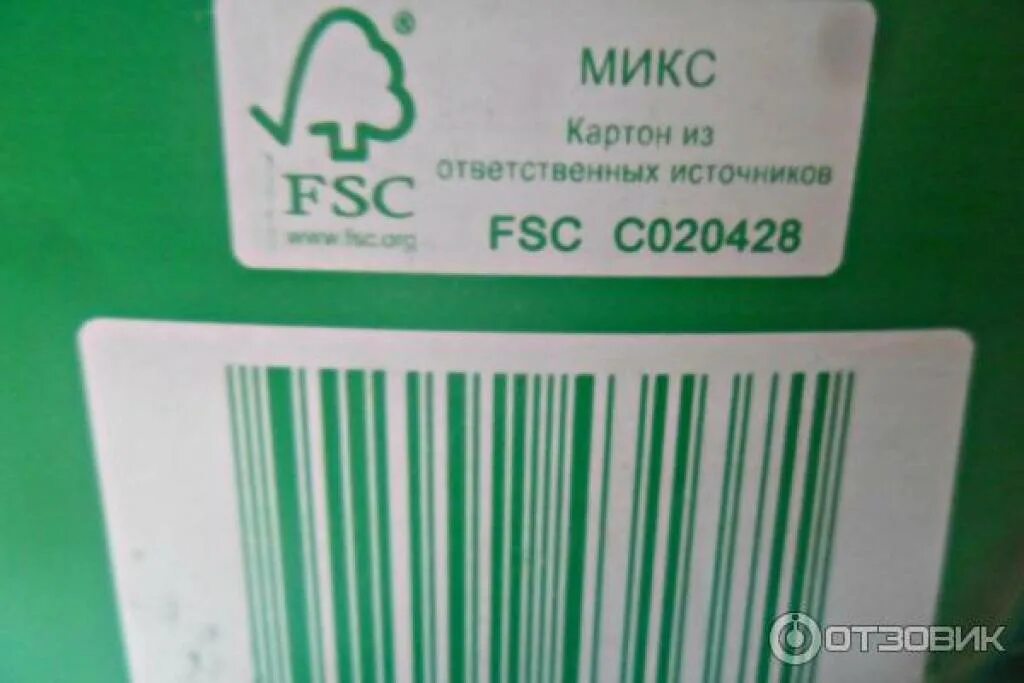 ®
МИКС
Картон из
ответственных источников
FSC
www.fsc.org
FSC C020428
ОТЗОВИК